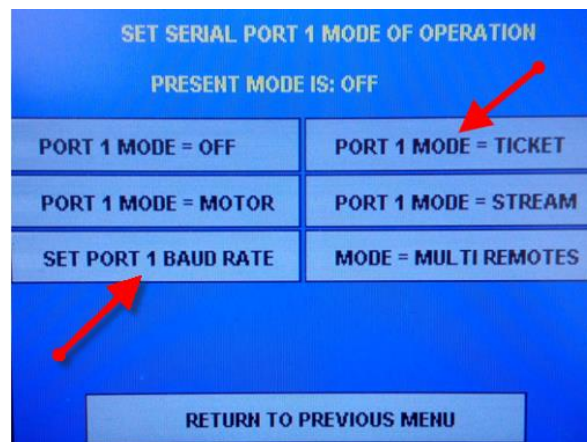 SET SERIAL PORT 1 MODE OF OPERATION
PRESENT MODE IS: OFF
PORT 1 MODE = OFF
PORT 1 MODE = TICKET
PORT 1 MODE = MOTOR
PORT 1 MODE = STREAM
SET PORT 1 BAUD RATE
MODE = MULTI REMOTES
RETURN TO PREVIOUS MENU